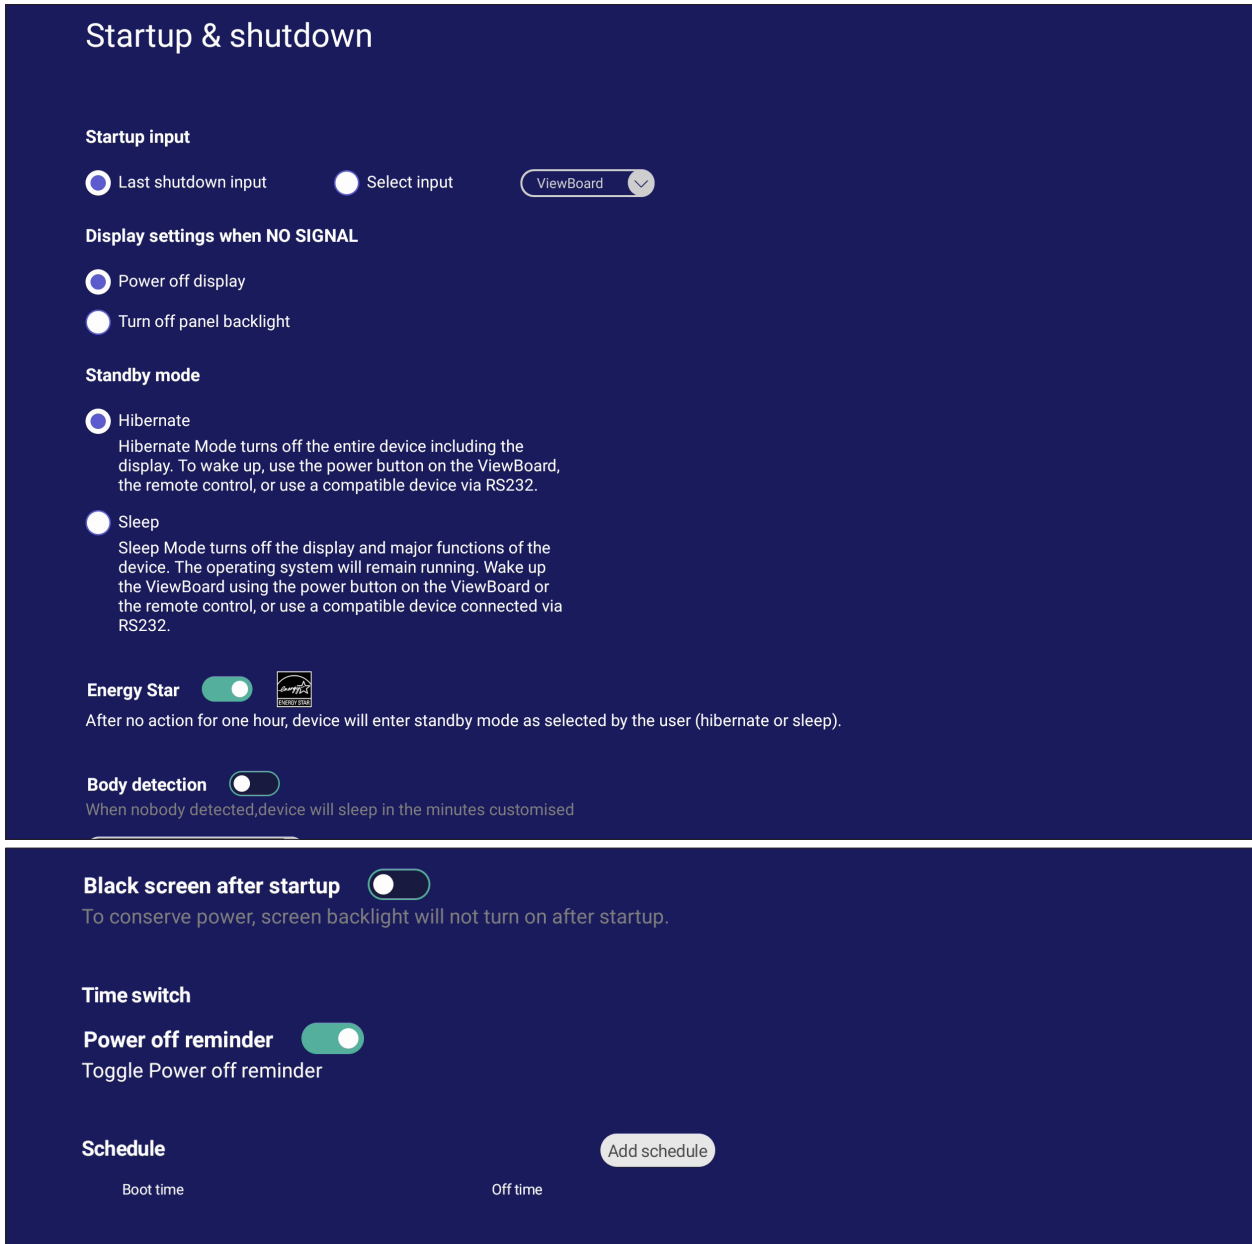 Startup & shutdown
Startup input
Last shutdown input
Select input
ViewBoard
Display settings when NO SIGNAL
Power off display
Turn off panel backlight
Standby mode
Hibernate
Hibernate Mode turns off the entire device including the
display. To wake up, use the power button on the ViewBoard,
the remote control, or use a compatible device via RS232.
Sleep
Sleep Mode turns off the display and major functions of the
device. The operating system will remain running. Wake up
the ViewBoard using the power button on the ViewBoard or
the remote control, or use a compatible device connected via
RS232.
Energy Star
energy
ENERGY STAR
After no action for one hour, device will enter standby mode as selected by the user (hibernate or sleep).
Body detection
When nobody detected,device will sleep in the minutes customised
Black screen after startup
To conserve power, screen backlight will not turn on after startup.
Time switch
Power off reminder
Toggle Power off reminder
Schedule
Add schedule
Boot time
Off time